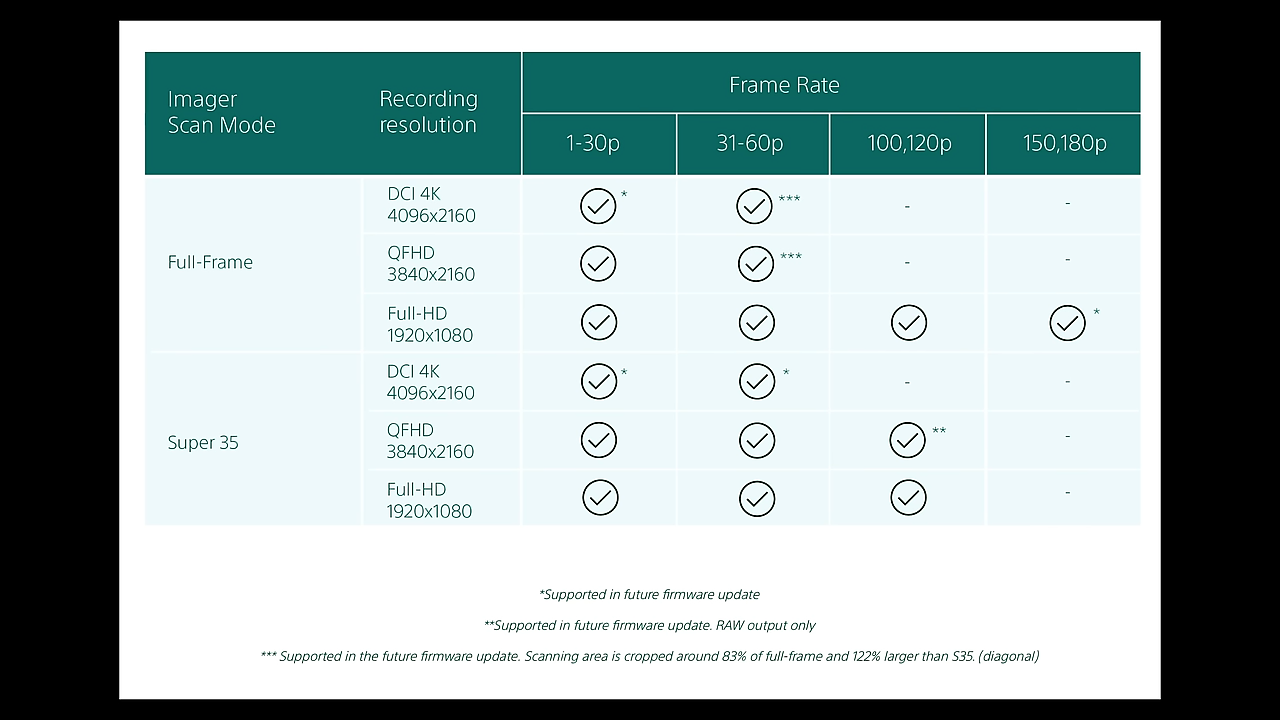 Imager
Scan Mode
Recording
resolution
Frame Rate
1-30p
31-60p
100,120p
150,180p
Full-Frame
DCI 4K
4096x2160
*
***
-
-
QFHD
3840x2160
***
-
-
Full-HD
1920x1080
*
Super 35
DCI 4K
4096x2160
*
*
-
-
QFHD
3840x2160
**
-
Full-HD
1920x1080
-
*Supported in future firmware update
**Supported in future firmware update. RAW output only
*** Supported in the future firmware update. Scanning area is cropped around 83% of full-frame and 122% larger than S35. (diagonal)